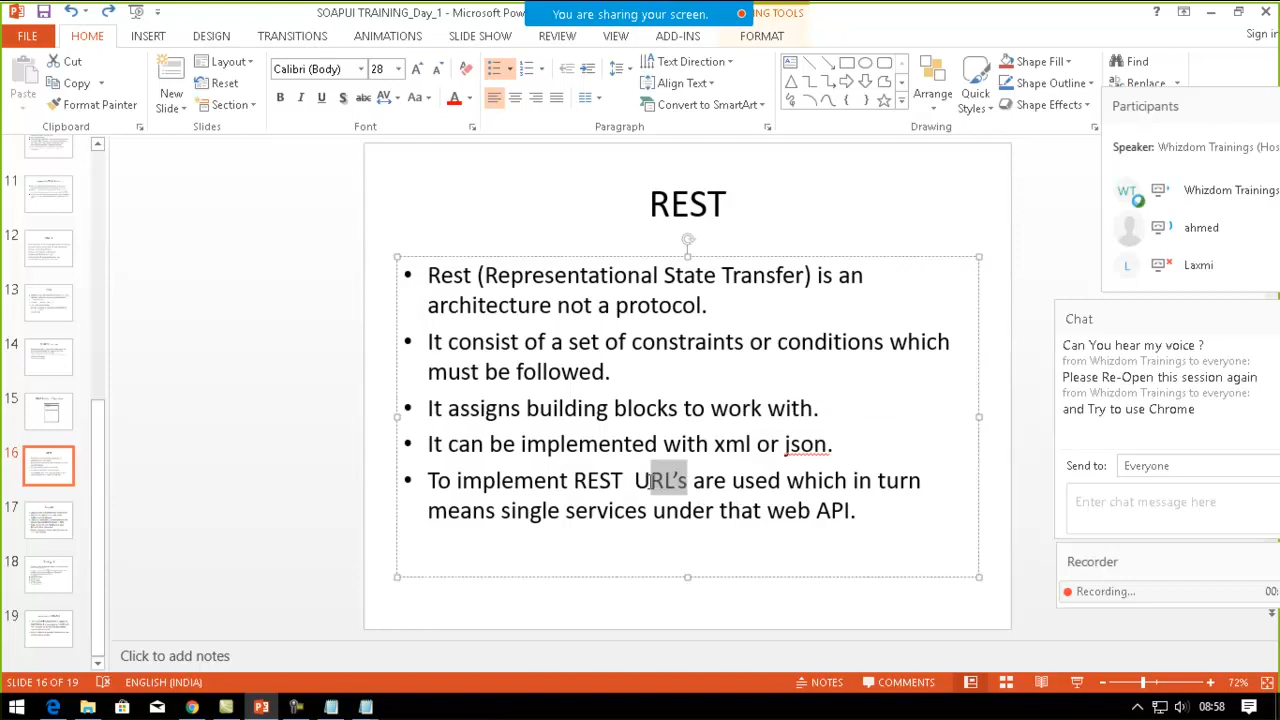 SOAPUI TRAINING_Day_1 - Microsoft Pow
You are sharing your screen.
ING TOOLS
?
FILE
HOME
INSERT
DESIGN
TRANSITIONS
ANIMATIONS
SLIDE SHOW
REVIEW
VIEW
ADD-INS
FORMAT
Sign in
Paste
Cut
Copy
Format Painter
Clipboard
New
Slide
Layout
Reset
Section
Slides
Calibri (Body)
28
B I U S abc AV Aa A
Font
Text Direction
Align Text
Convert to SmartArt
Paragraph
Arrange
Quick
Styles
Shape Fill
Shape Outline
Shape Effects
Drawing
Find
Replace
Participants
Speaker: Whizdom Trainings (Hos
WT Whizdom Trainings
ahmed
L Laxmi
Chat
Can You hear my voice ?
from Whizdom Trainings to everyone:
Please Re-Open this session again
from Whizdom Trainings to everyone:
and Try to use Chrome
Send to: Everyone
Enter chat message here
Recorder
Recording...
00:
11
12
13
14
15
16
17
18
19
REST
• Rest (Representational State Transfer) is an
architecture not a protocol.
• It consist of a set of constraints or conditions which
must be followed.
• It assigns building blocks to work with.
• It can be implemented with xml or json.
• To implement REST URL's are used which in turn
means single services under that web API.
Click to add notes
SLIDE 16 OF 19
ENGLISH (INDIA)
NOTES
COMMENTS
72%
08:58